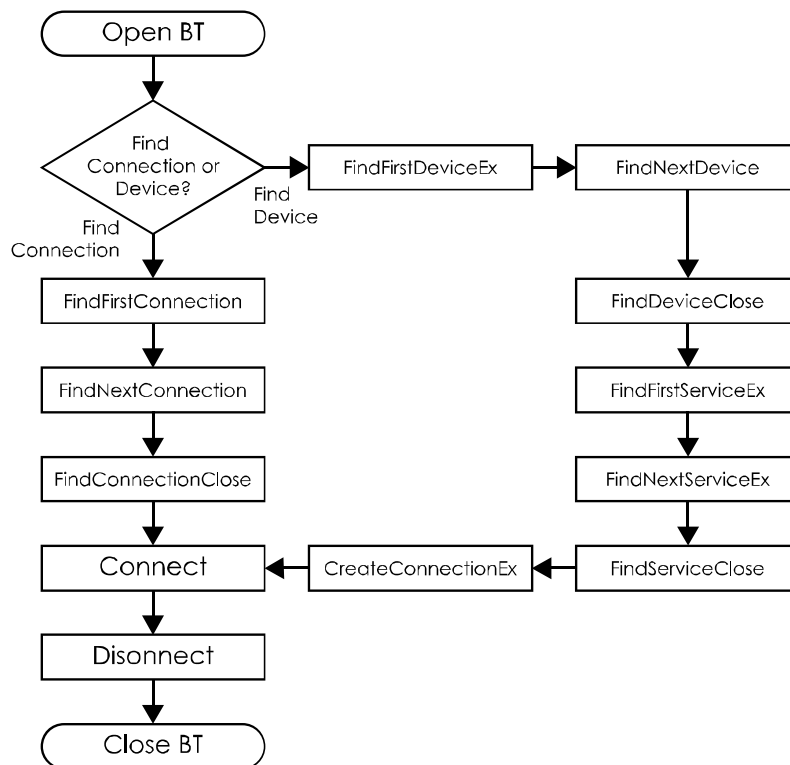 Open BT
Find
Connection or
Device?
Find
Device
FindFirstDeviceEx
FindNextDevice
Find
Connection
FindFirstConnection
FindDeviceClose
FindNextConnection
FindFirstServiceEx
FindConnectionClose
FindNextServiceEx
Connect
CreateConnectionEx
FindServiceClose
Disonnect
Close BT